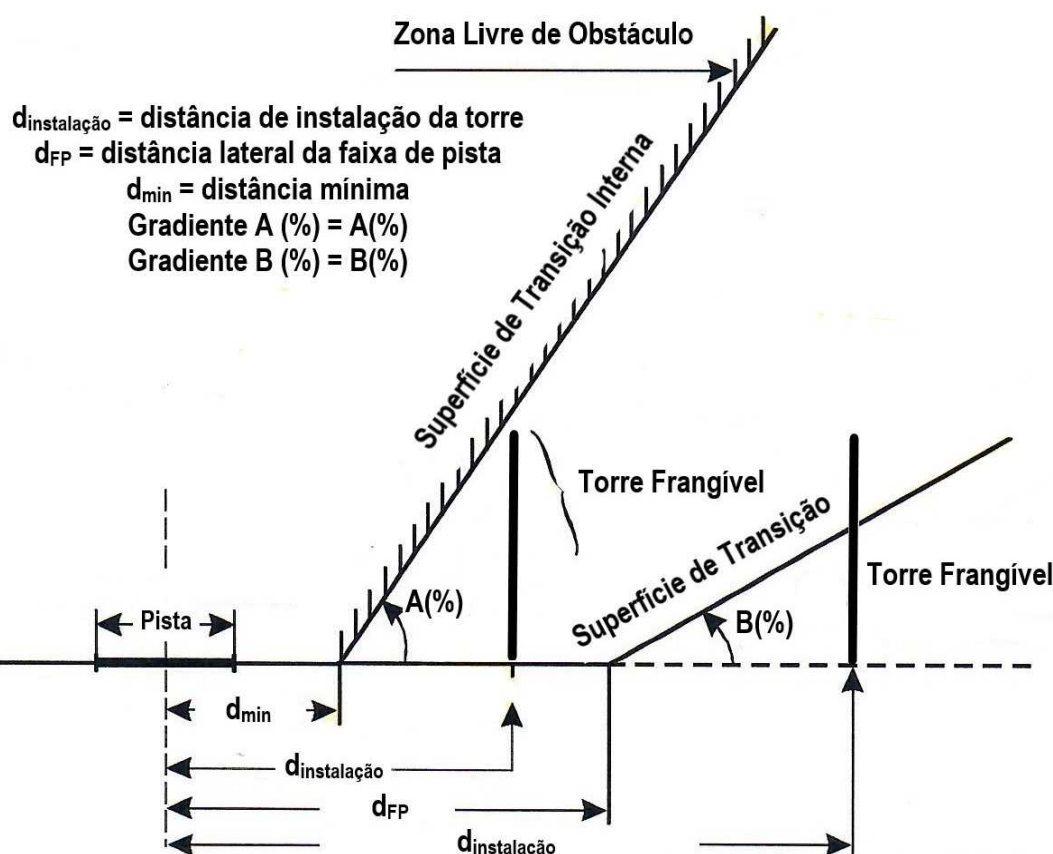 Zona Livre de Obstáculo
dinstalação = distância de instalação da torre
dFP = distância lateral da faixa de pista
dmin = distância mínima
Gradiente A (%) = A(%)
Gradiente B (%) = B(%)
Superfície de Transição Interna
Torre Frangível
Superfície de Transição
Torre Frangível
A(%)
B(%)
Pista
dmin
dinstalação
dFP
dinstalação